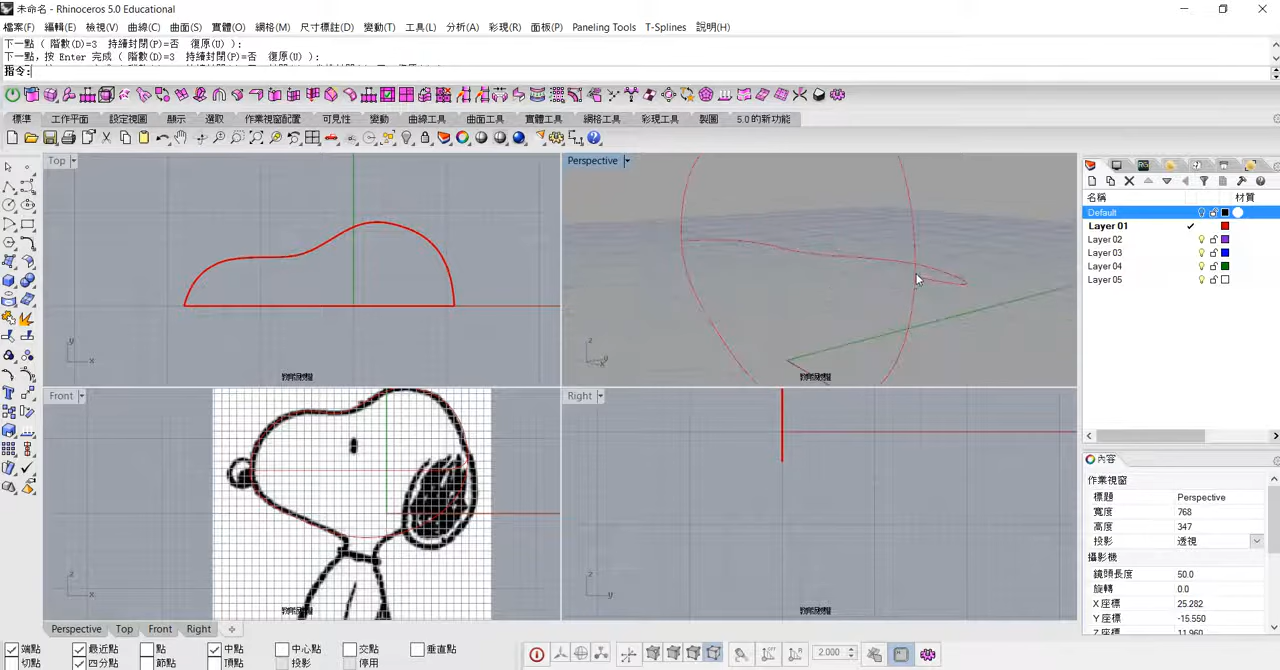 未命名 - Rhinoceros 5.0 Educational
檔案(F) 編輯(E) 檢視(V) 曲線(C) 曲面(S) 實體(O) 網格(M) 尺寸標註(D) 變動(T) 工具(L) 分析(A) 彩現(R) 面板(P) Paneling Tools T-Splines 說明(H)
下一點 ( 階數(D)=3 持續封閉(P)=否 復原(U) ):
下一點，按 Enter 完成 ( 階數(D)=3 持續封閉(P)=否 復原(U) ):
指令:
標準 工作平面 設定視圖 顯示 選取 作業視窗配置 可見性 變動 曲線工具 曲面工具 實體工具 網格工具 彩現工具 製圖 5.0 的新功能
Top
Perspective
名稱 材質
Default
Layer 01
Layer 02
Layer 03
Layer 04
Layer 05
y
x
z
Front
Right
z
x
z
y
內容
作業視窗
標題 Perspective
寬度 768
高度 347
投影 透視
攝影機
鏡頭長度 50.0
旋轉 0.0
X 座標 25.282
Y 座標 -15.550
Z 座標 11.960
Perspective Top Front Right
端點 最近點 點 中點 中心點 交點 垂直點
切點 四分點 節點 頂點 投影 停用
2.000